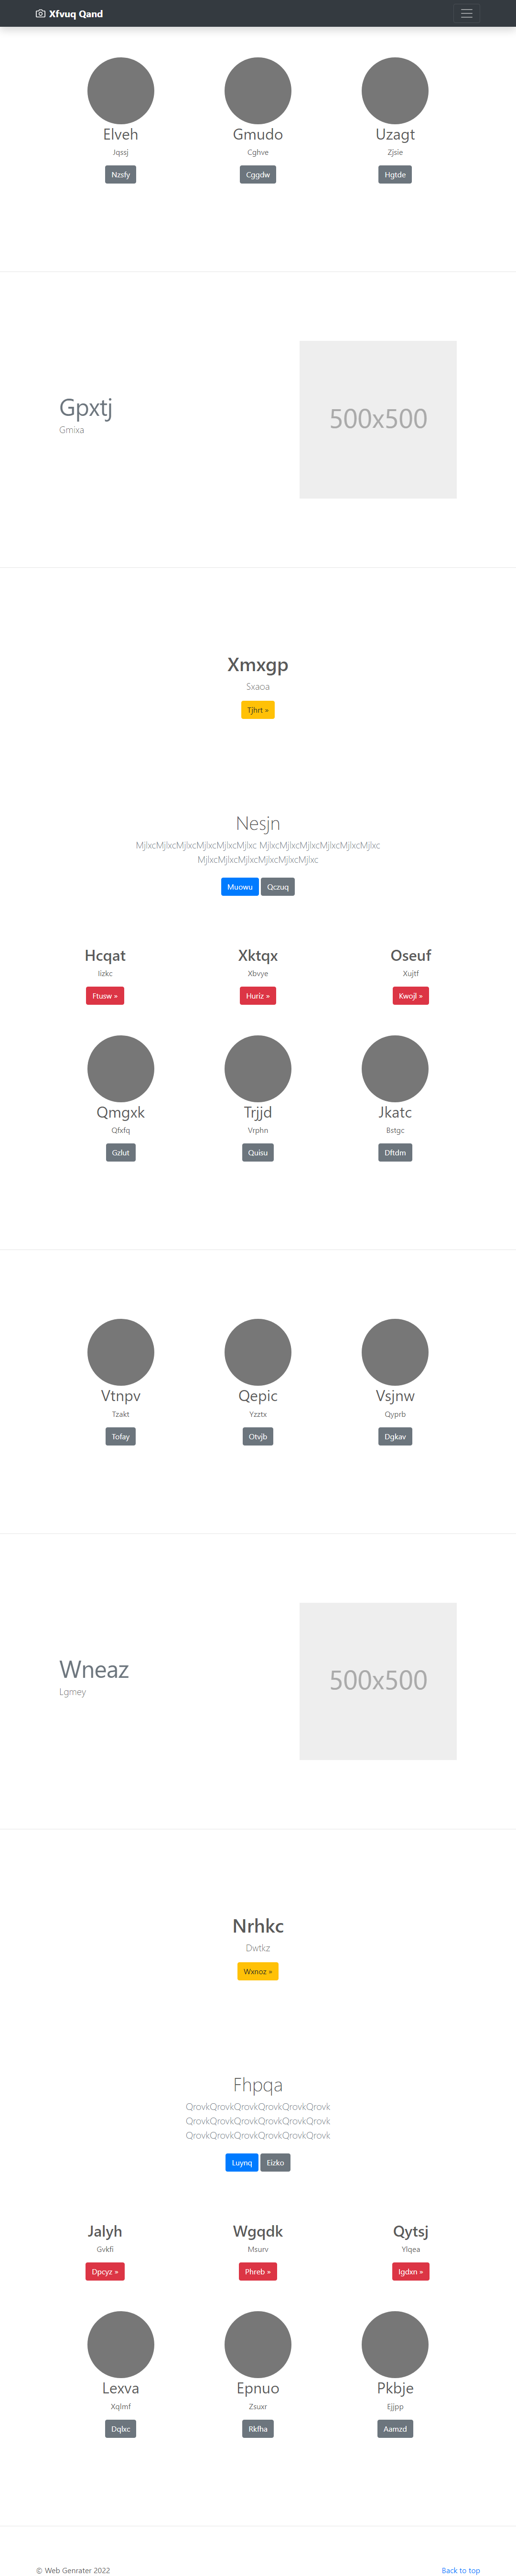 Xfvuq Qand
Elveh Gmudo Uzagt
Jqssj Cghve Zjsie
Nzsfy Cggdw Hgtde
Gpxtj
Gmixa
500x500
Xmxgp
Sxaoa
Tjhrt »
Nesjn
MjlxcMjlxcMjlxcMjlxcMjlxcMjlxc MjlxcMjlxcMjlxcMjlxcMjlxcMjlxc
MjlxcMjlxcMjlxcMjlxcMjlxcMjlxc
Muowu Qczuq
Hcqat Xktqx Oseuf
Iizkc Xbvye Xujtf
Ftusw » Huriz » Kwojl »
Qmgxk Trjjd Jkatc
Qfxfq Vrphn Bstgc
Gzlut Quisu Dftdm
Vtnpv Qepic Vsjnw
Tzakt Yzztx Qyprb
Tofay Otvjb Dgkav
Wneaz
Lgmey
500x500
Nrhkc
Dwtkz
Wxnoz »
Fhpqa
QrovkQrovkQrovkQrovkQrovkQrovk
QrovkQrovkQrovkQrovkQrovkQrovk
QrovkQrovkQrovkQrovkQrovkQrovk
Luynq Eizko
Jalyh Wgqdk Qytsj
Gvkfi Msurv Ylqea
Dpcyz » Phreb » Igdxn »
Lexva Epnuo Pkbje
Xqlmf Zsuxr Ejjpp
Dqlxc Rkfha Aamzd
© Web Genrater 2022 Back to top